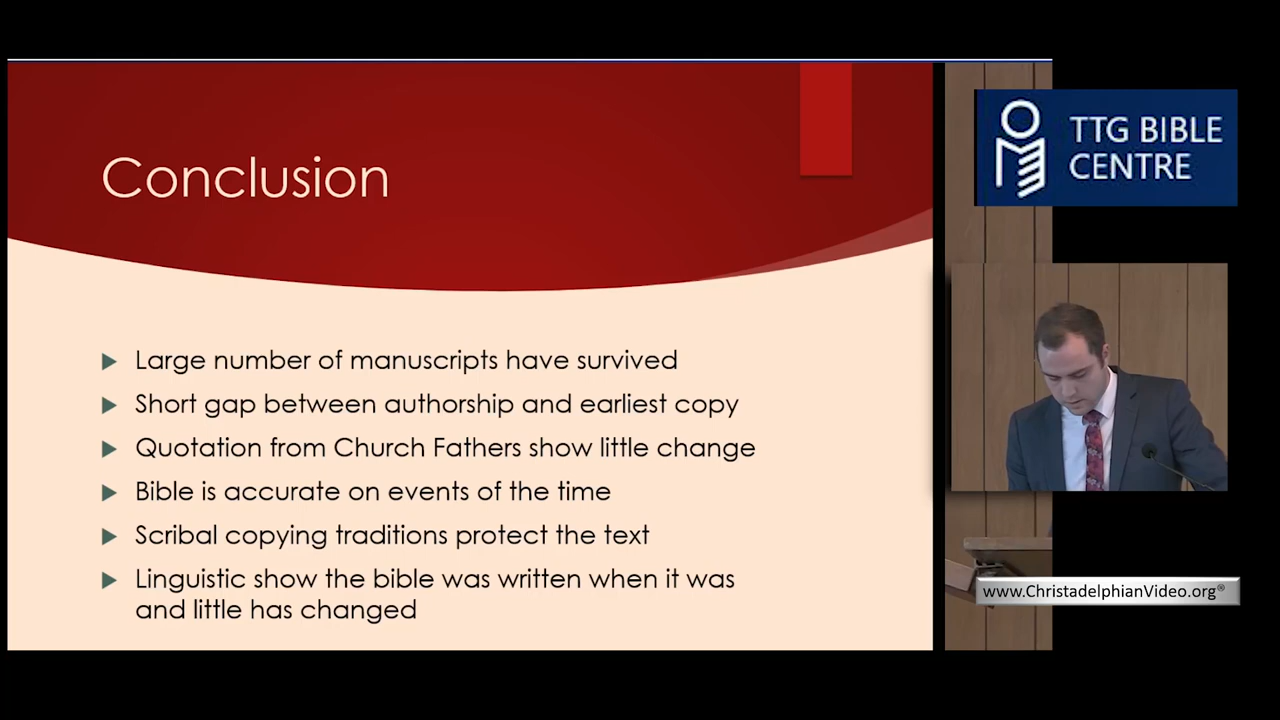 Conclusion
Large number of manuscripts have survived
Short gap between authorship and earliest copy
Quotation from Church Fathers show little change
Bible is accurate on events of the time
Scribal copying traditions protect the text
Linguistic show the bible was written when it was
and little has changed
TTG BIBLE
CENTRE
www.ChristadelphianVideo.org®